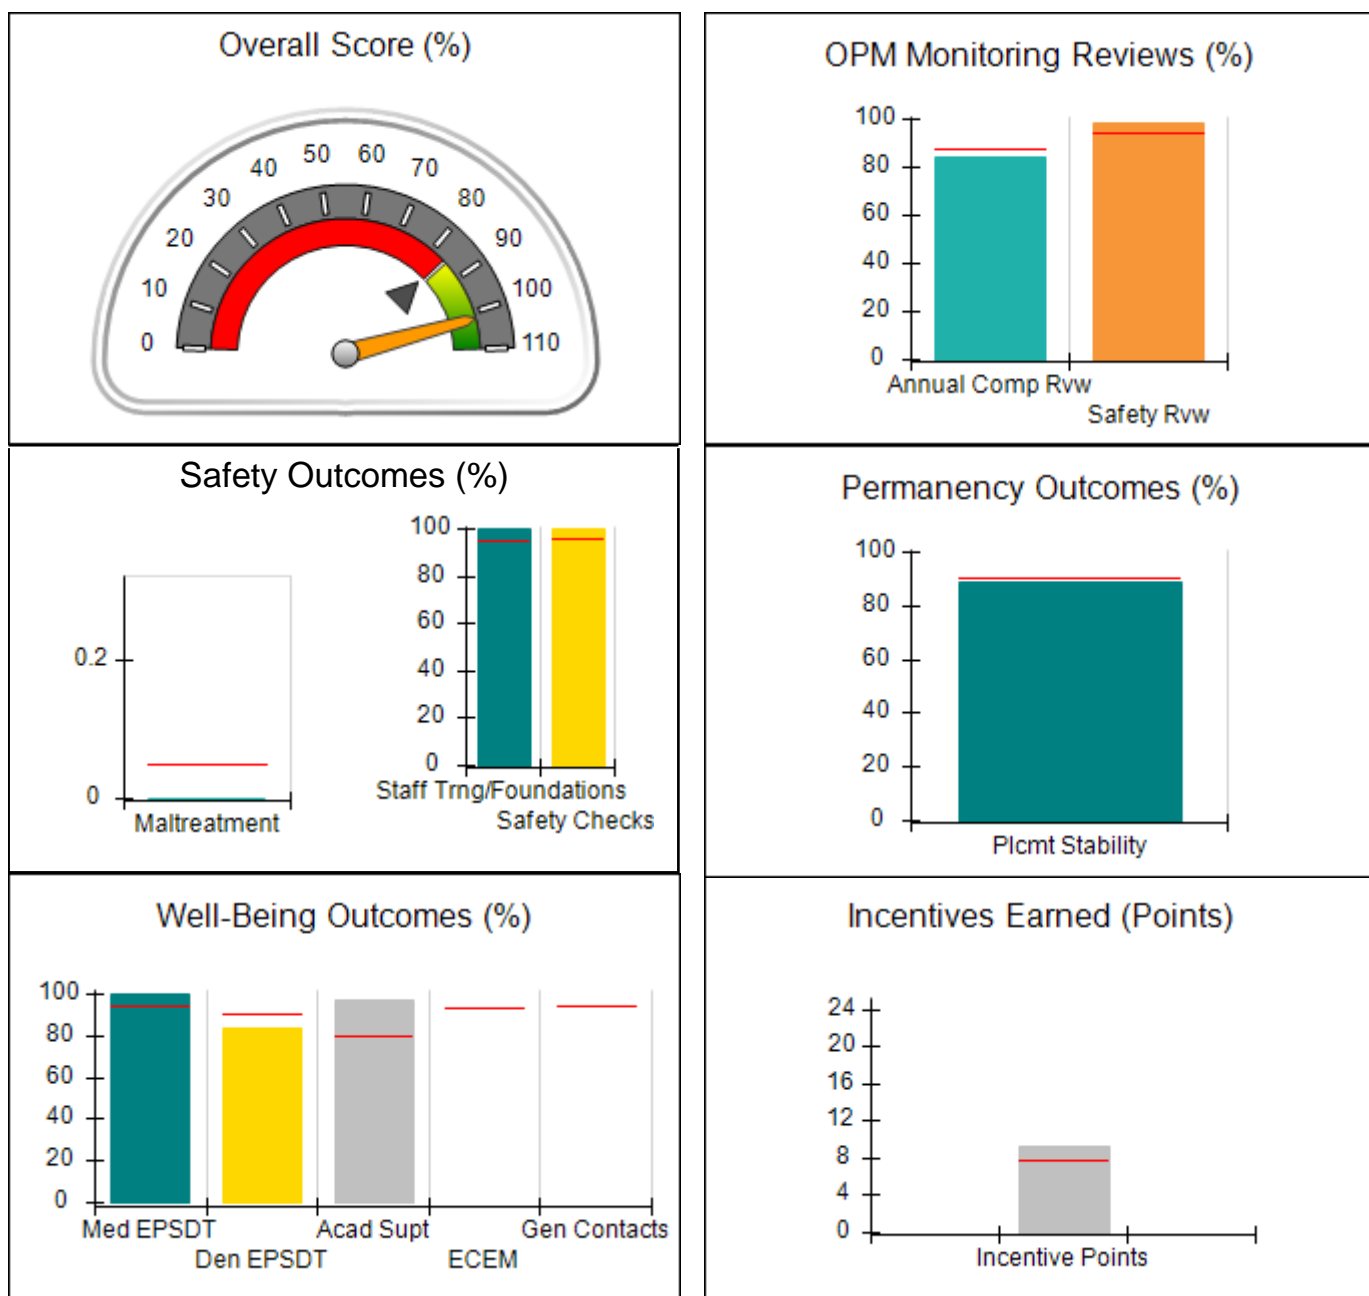 Overall Score (%)
0
10
20
30
40
50
60
70
80
90
100
110
OPM Monitoring Reviews (%)
100
80
60
40
20
0
Annual Comp Rvw
Safety Rvw
Safety Outcomes (%)
0.2
0
Maltreatment
100
80
60
40
20
0
Staff Trng/Foundations
Safety Checks
Permanency Outcomes (%)
100
80
60
40
20
0
Plcmt Stability
Well-Being Outcomes (%)
100
80
60
40
20
0
Med EPSDT
Den EPSDT
Acad Supt
ECEM
Gen Contacts
Incentives Earned (Points)
24
20
16
12
8
4
0
Incentive Points